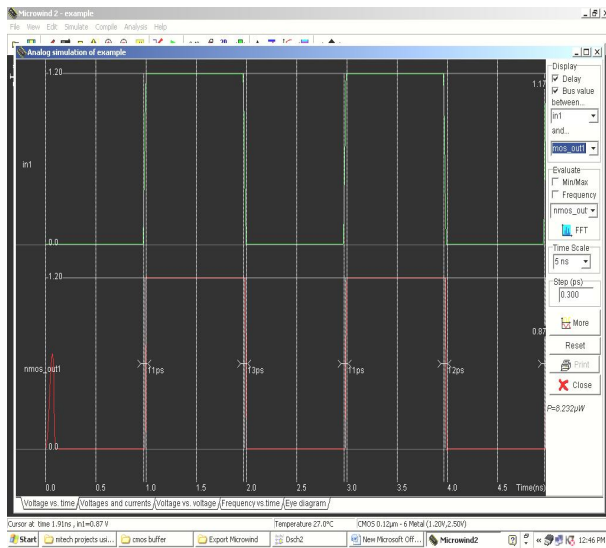 Microwind 2 - example
File View Edit Simulate Compile Analysis Help
Analog simulation of example
Display
Delay
Bus value
between...
in1
and...
mos_out1
Evaluate
Min/Max
Frequency
nmos_out
FFT
Time Scale
5 ns
Step (ps)
0.300
More
Reset
Print
Close
P=8.232µW
1.20
1.17
in1
0.0
1.20
0.87
nmos_out1
11ps
13ps
11ps
12ps
0.0
0.0 0.5 1.0 1.5 2.0 2.5 3.0 3.5 4.0 4.5 Time(ns)
Voltage vs. time Voltages and currents Voltage vs. voltage Frequency vs.time Eye diagram
Cursor at time 1.91ns, in1=0.87 V
Temperature 27.0°C
CMOS 0.12µm - 6 Metal (1.20V,2.50V)
Start mtech projects usi... cmos buffer Export Microwind Dsch2 New Microsoft Off... Microwind2 « 12:46 PM